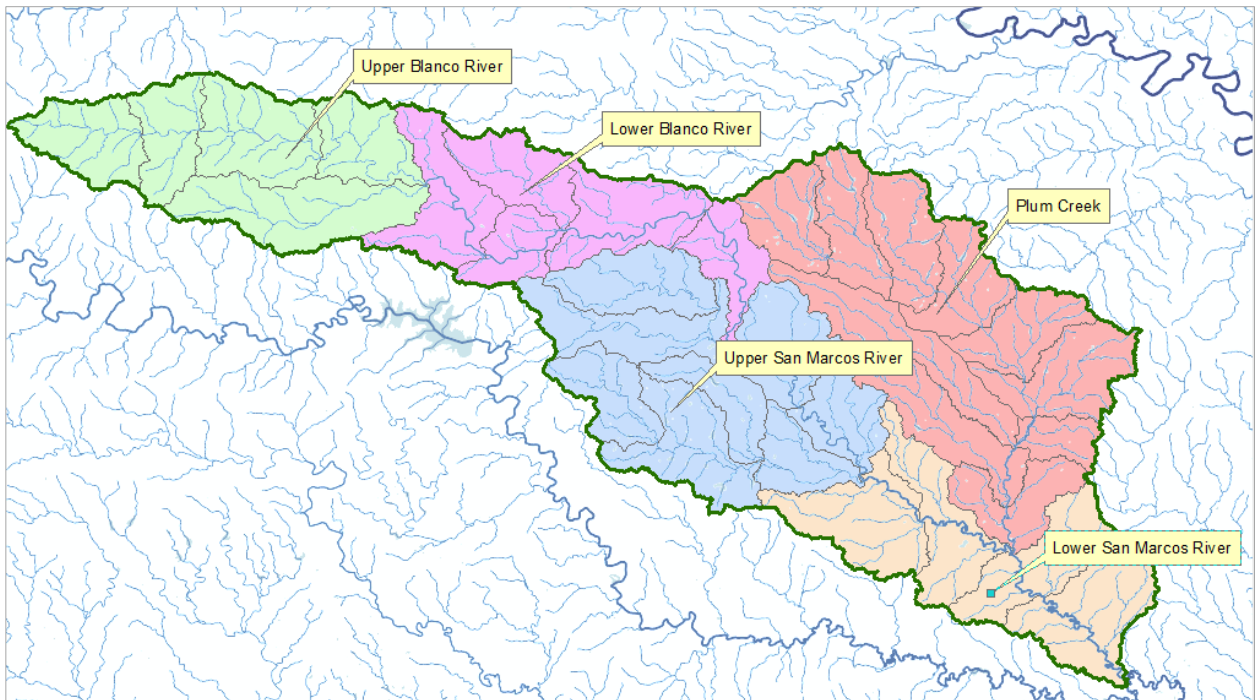 Upper Blanco River
Lower Blanco River
Plum Creek
Upper San Marcos River
Lower San Marcos River